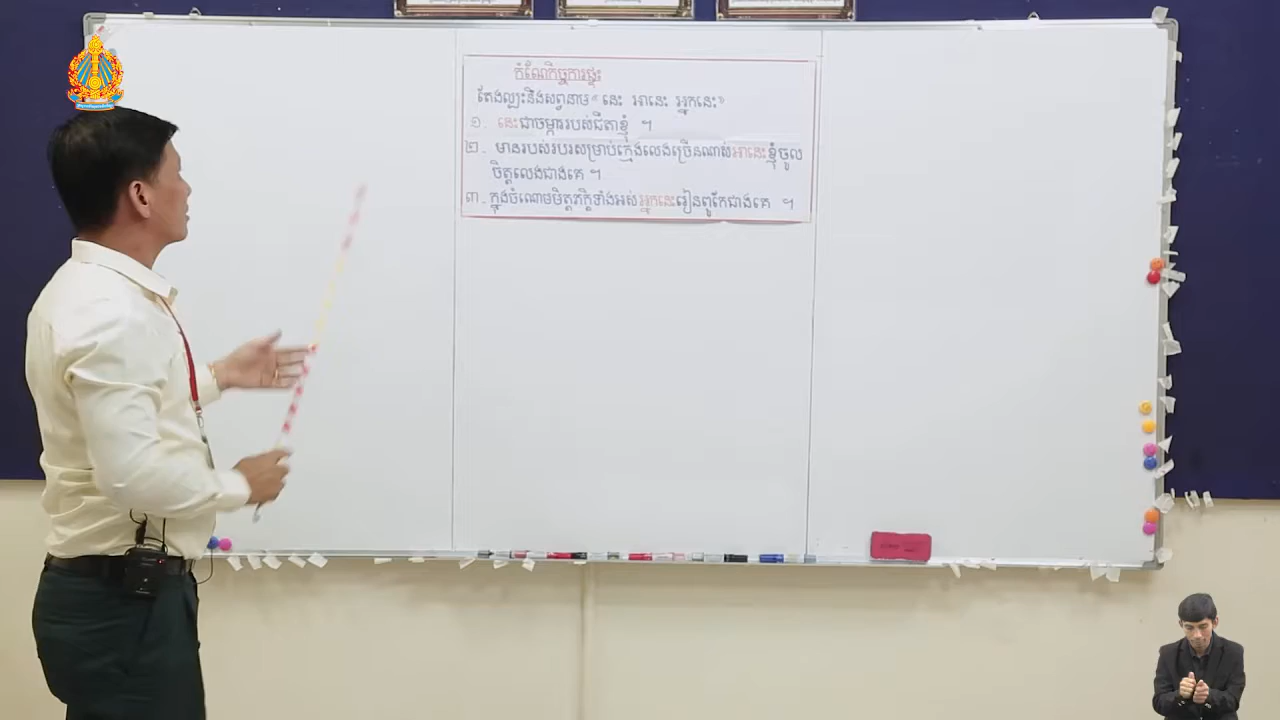 កំណែកិច្ចការផ្ទះ
តែងល្បះនឹងសព្វនាម«នេះ អានេះ អ្នកនេះ»
១. នេះជាចម្ការរបស់ជីតាខ្ញុំ ។
២. មានរបស់របរសម្រាប់ក្មេងលេងច្រើនណាស់អានេះខ្ញុំចូល
ចិត្តលេងជាងគេ ។
៣. ក្នុងចំណោមមិត្តភក្តិទាំងអស់អ្នកនេះរៀនពូកែជាងគេ ។